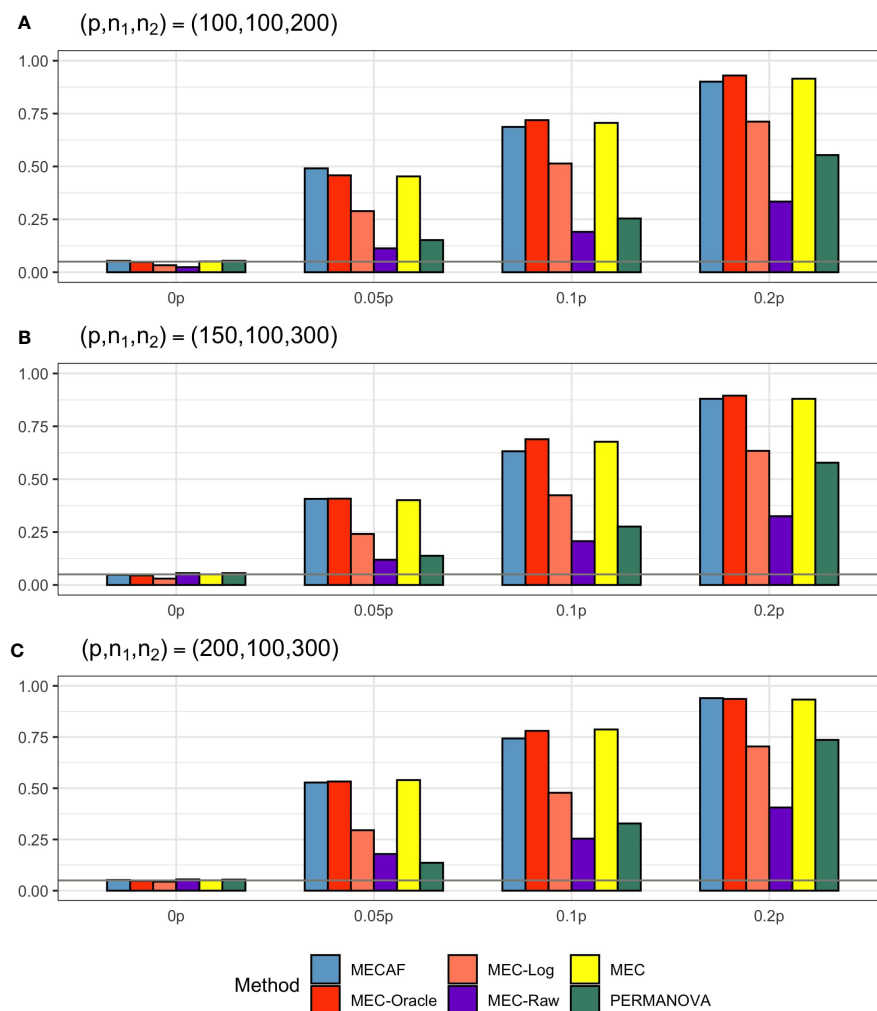 A (p,n₁,n₂) = (100,100,200)
1.00
0.75
0.50
0.25
0.00
0p 0.05p 0.1p 0.2p
B (p,n₁,n₂) = (150,100,300)
1.00
0.75
0.50
0.25
0.00
0p 0.05p 0.1p 0.2p
C (p,n₁,n₂) = (200,100,300)
1.00
0.75
0.50
0.25
0.00
0p 0.05p 0.1p 0.2p
Method
MECAF MEC-Log MEC
MEC-Oracle MEC-Raw PERMANOVA